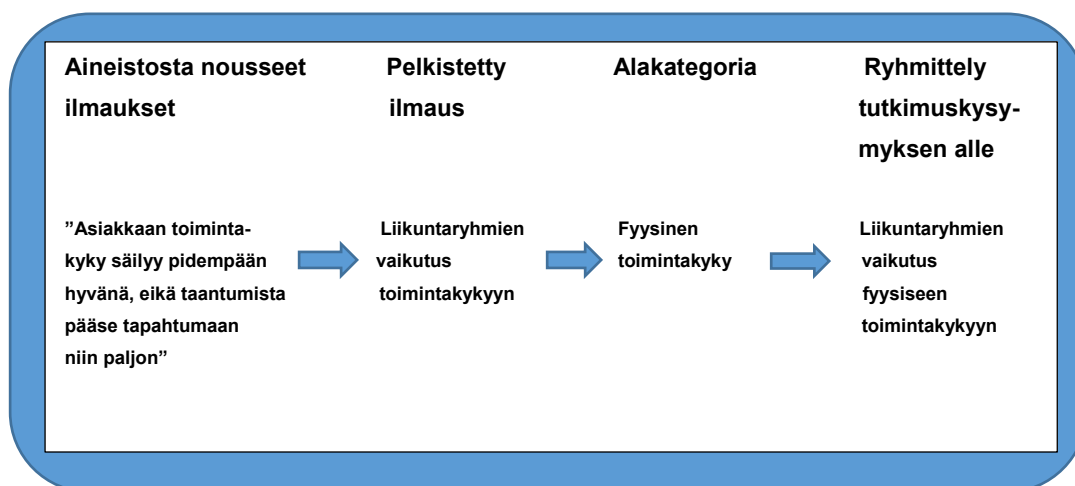 Aineistosta nousseet
ilmaukset
Pelkistetty
ilmaus
Alakategoria
Ryhmittely
tutkimuskysy-
myksen alle
”Asiakkaan toiminta-
kyky säilyy pidempään
hyvänä, eikä taantumista
pääse tapahtumaan
niin paljon”
Liikuntaryhmien
vaikutus
toimintakykyyn
Fyysinen
toimintakyky
Liikuntaryhmien
vaikutus
fyysiseen
toimintakykyyn